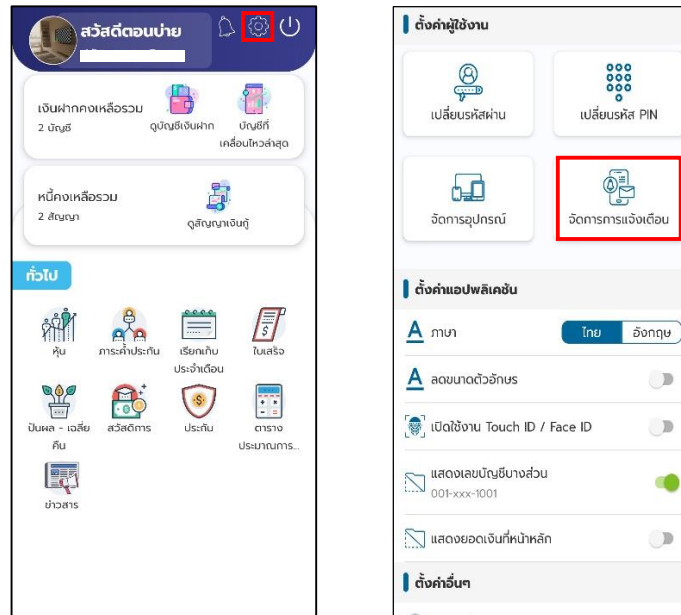 สวัสดีตอนบ่าย
เงินฝากคงเหลือรวม
2 บัญชี
ดูบัญชีเงินฝาก
บัญชีที่
เคลื่อนไหวล่าสุด
หนี้คงเหลือรวม
2 สัญญา
ดูสัญญาเงินกู้
ทั่วไป
หุ้น
ภาระค้ำประกัน
เรียกเก็บ
ประจำเดือน
ใบเสร็จ
ปันผล - เฉลี่ย
คืน
สวัสดิการ
ประกัน
ตาราง
ประมาณการ...
ข่าวสาร
ตั้งค่าผู้ใช้งาน
เปลี่ยนรหัสผ่าน
เปลี่ยนรหัส PIN
จัดการอุปกรณ์
จัดการการแจ้งเตือน
ตั้งค่าแอปพลิเคชัน
ภาษา
ไทย
อังกฤษ
ลดขนาดตัวอักษร
เปิดใช้งาน Touch ID / Face ID
แสดงเลขบัญชีบางส่วน
001-xxx-1001
แสดงยอดเงินที่หน้าหลัก
ตั้งค่าอื่นๆ